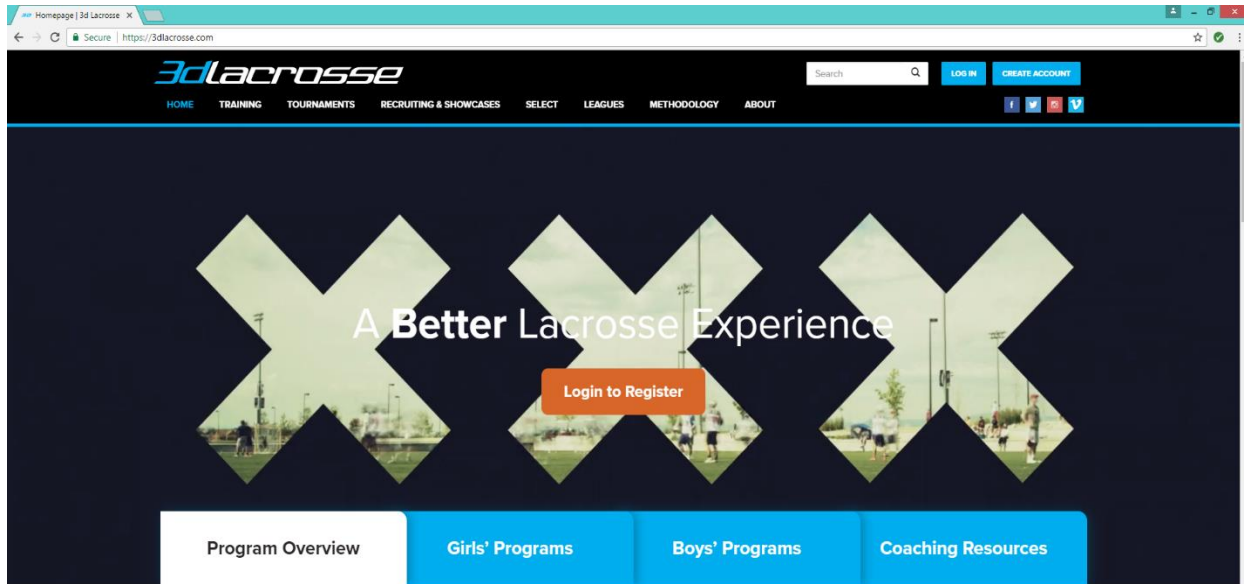 Homepage | 3d Lacrosse
Secure | https://3dlacrosse.com
3dlacrosse
Search
LOG IN
CREATE ACCOUNT
HOME TRAINING TOURNAMENTS RECRUITING & SHOWCASES SELECT LEAGUES METHODOLOGY ABOUT
A Better Lacrosse Experience
Login to Register
Program Overview Girls' Programs Boys' Programs Coaching Resources